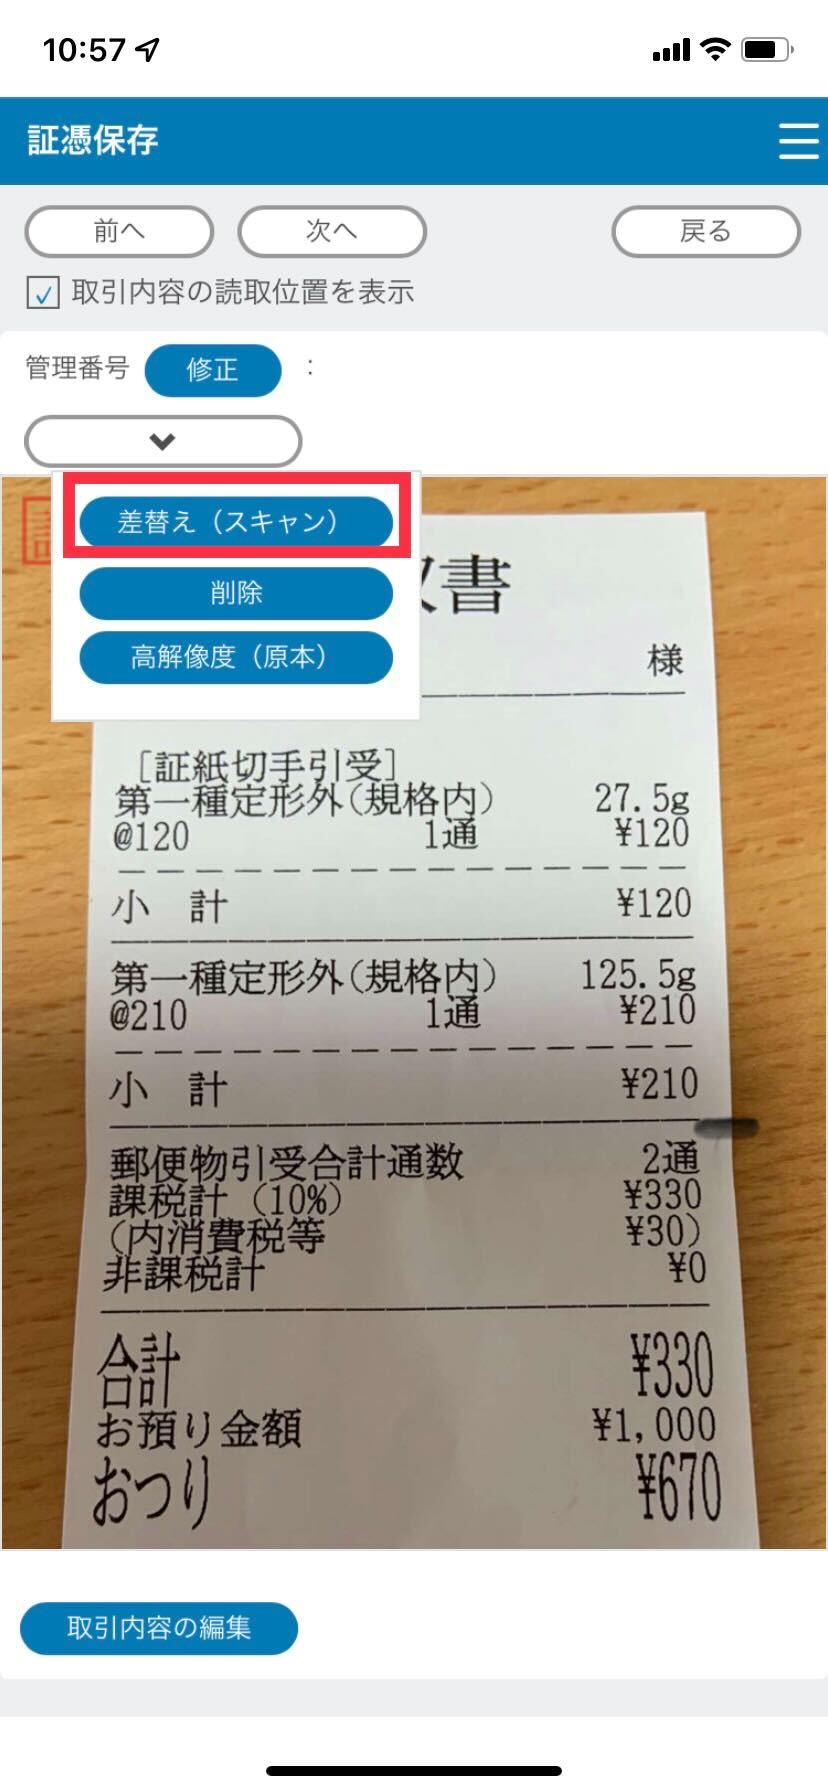 10:57
証憑保存
前へ 次へ 戻る
取引内容の読取位置を表示
管理番号 修正 :
差替え（スキャン）
削除
高解像度（原本）
収書
様
[証紙切手引受]
第一種定形外(規格内) 27.5g
@120 1通 ¥120
小 計 ¥120
第一種定形外(規格内) 125.5g
@210 1通 ¥210
小 計 ¥210
郵便物引受合計通数 2通
課税計 (10%) ¥330
(内消費税等 ¥30)
非課税計 ¥0
合計 ¥330
お預り金額 ¥1,000
おつり ¥670
取引内容の編集